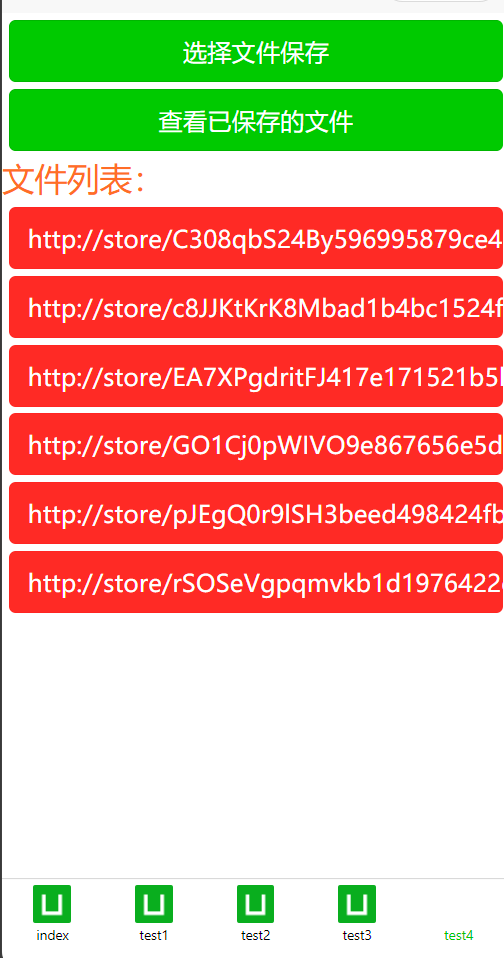 选择文件保存
查看已保存的文件
文件列表：
http://store/C308qbS24By596995879ce4
http://store/c8JJKtKrK8Mbad1b4bc1524f
http://store/EA7XPgdritFJ417e171521b5
http://store/GO1Cj0pWlVO9e867656e5d
http://store/pJEgQ0r9lSH3beed498424fb
http://store/rSOSeVgpqmvkb1d1976422
index
test1
test2
test3
test4